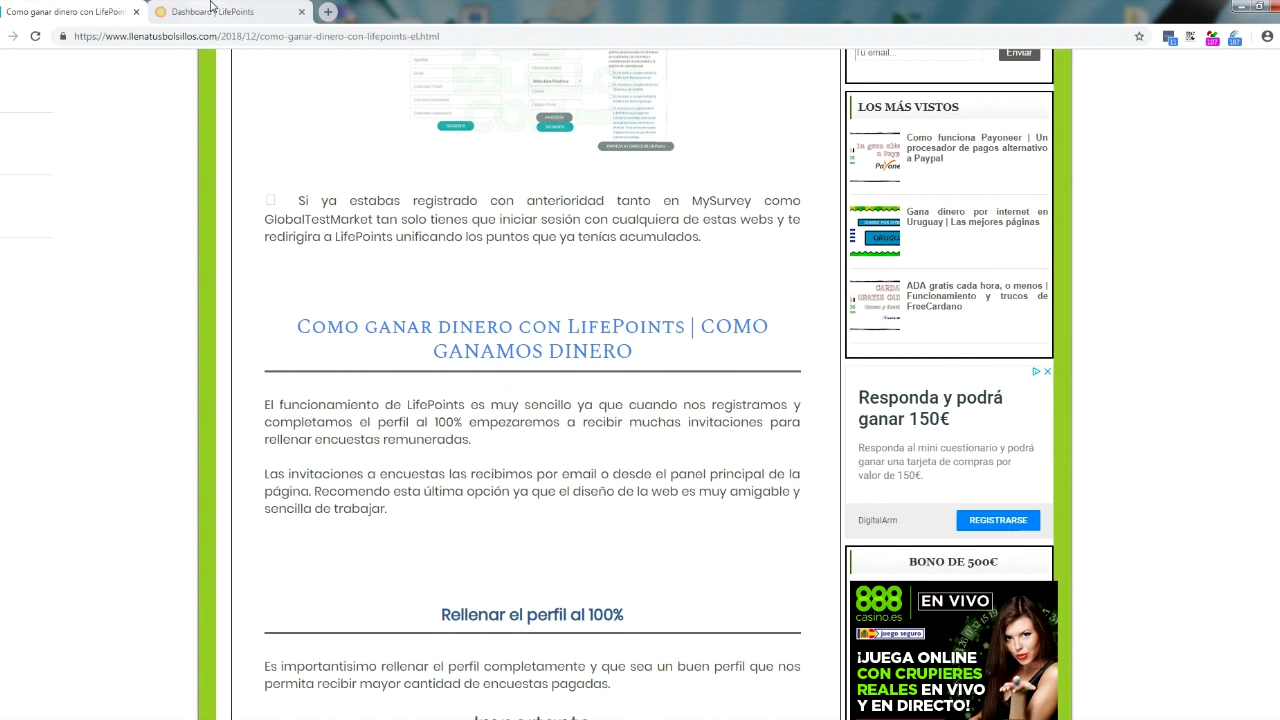 Como ganar dinero con LifePoint
Dashboard | LifePoints
https://www.llenatusbolsillos.com/2018/12/como-ganar-dinero-con-lifepoints-el.html
11
107
187
Tu email...
Enviar
LOS MÁS VISTOS
Como funciona Payoneer | Un
procesador de pagos alternativo
a Paypal
Gana dinero por internet en
Uruguay | Las mejores páginas
ADA gratis cada hora, o menos |
Funcionamiento y trucos de
FreeCardano
SIGUIENTE
ANTERIOR
SIGUIENTE
Si ya estabas registrado con anterioridad tanto en MySurvey como
GlobalTestMarket tan solo tienes que iniciar sesión con cualquiera de estas webs y te
redirigira a LifePoints unificando los puntos que ya tenías acumulados.
Como ganar dinero con LifePoints | COMO
GANAMOS DINERO
El funcionamiento de LifePoints es muy sencillo ya que cuando nos registramos y
completamos el perfil al 100% empezaremos a recibir muchas invitaciones para
rellenar encuestas remuneradas.
Las invitaciones a encuestas las recibimos por email o desde el panel principal de la
página. Recomendo esta última opción ya que el diseño de la web es muy amigable y
sencilla de trabajar.
Rellenar el perfil al 100%
Es importantisimo rellenar el perfil completamente y que sea un buen perfil que nos
permita recibir mayor cantidad de encuestas pagadas.
Importante
Responda y podrá
ganar 150€
Responda al mini cuestionario y podrá
ganar una tarjeta de compras por
valor de 150€.
DigitalArm
REGISTRARSE
BONO DE 500€
888
casino.es
EN VIVO
juego seguro
¡JUEGA ONLINE
CON CRUPIERES
REALES EN VIVO
Y EN DIRECTO!